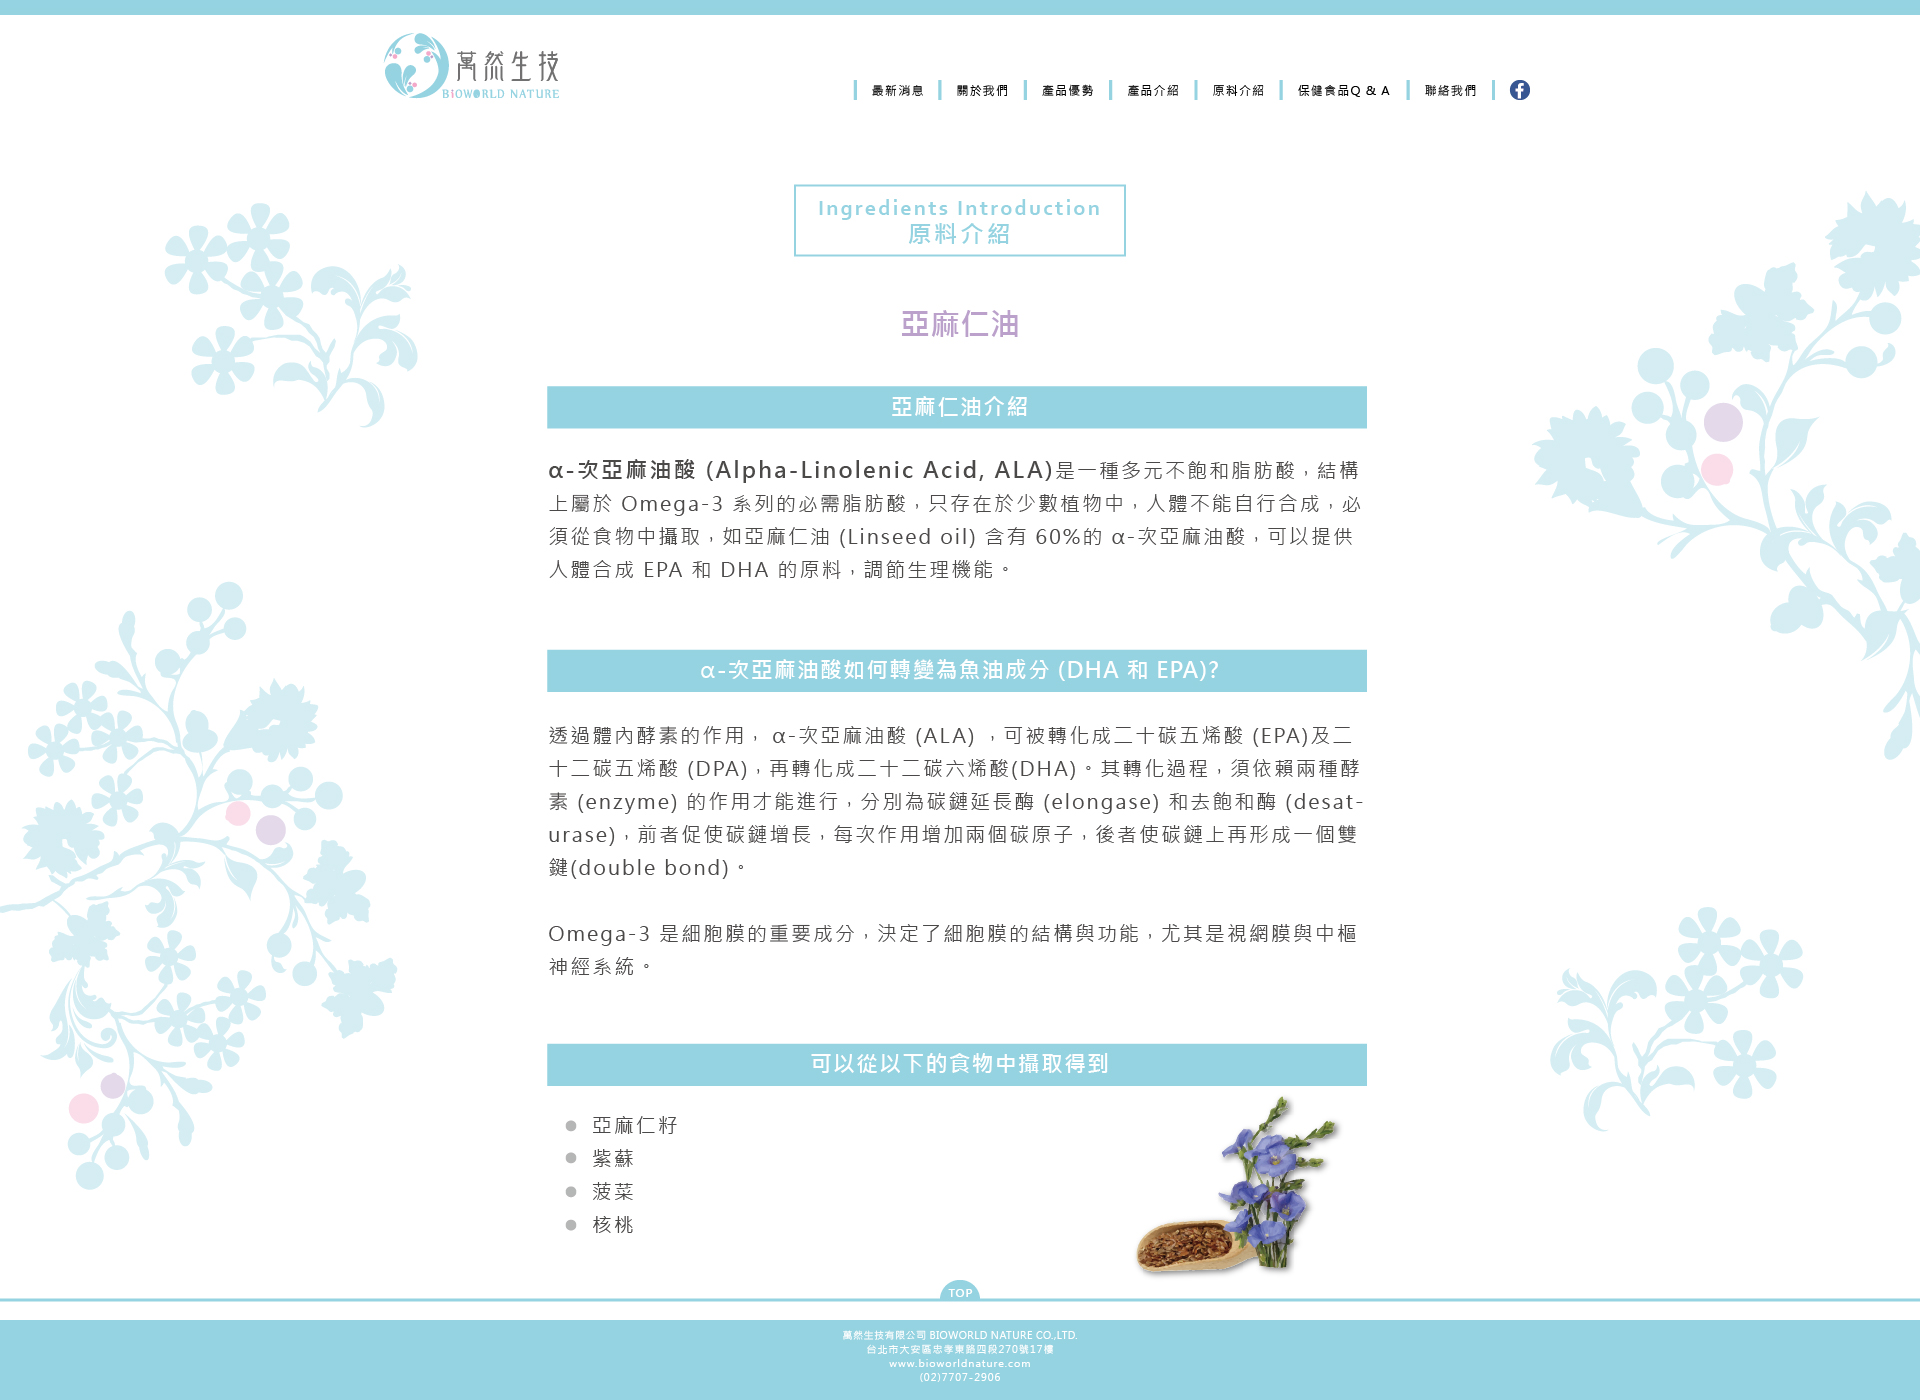 萬然生技
BIOWORLD NATURE
最新消息
關於我們
產品優勢
產品介紹
原料介紹
保健食品Q & A
聯絡我們
Ingredients Introduction
原料介紹
亞麻仁油
亞麻仁油介紹
α-次亞麻油酸 (Alpha-Linolenic Acid, ALA)是一種多元不飽和脂肪酸，結構
上屬於 Omega-3 系列的必需脂肪酸，只存在於少數植物中，人體不能自行合成，必
須從食物中攝取，如亞麻仁油 (Linseed oil) 含有 60%的 α-次亞麻油酸，可以提供
人體合成 EPA 和 DHA 的原料，調節生理機能。
α-次亞麻油酸如何轉變為魚油成分 (DHA 和 EPA)?
透過體內酵素的作用， α-次亞麻油酸 (ALA) ，可被轉化成二十碳五烯酸 (EPA)及二
十二碳五烯酸 (DPA)，再轉化成二十二碳六烯酸(DHA)。其轉化過程，須依賴兩種酵
素 (enzyme) 的作用才能進行，分別為碳鏈延長酶 (elongase) 和去飽和酶 (desat-
urase)，前者促使碳鏈增長，每次作用增加兩個碳原子，後者使碳鏈上再形成一個雙
鍵(double bond)。
Omega-3 是細胞膜的重要成分，決定了細胞膜的結構與功能，尤其是視網膜與中樞
神經系統。
可以從以下的食物中攝取得到
亞麻仁籽
紫蘇
菠菜
核桃
TOP
萬然生技有限公司 BIOWORLD NATURE CO.,LTD.
台北市大安區忠孝東路四段270號17樓
www.bioworldnature.com
(02)7707-2906